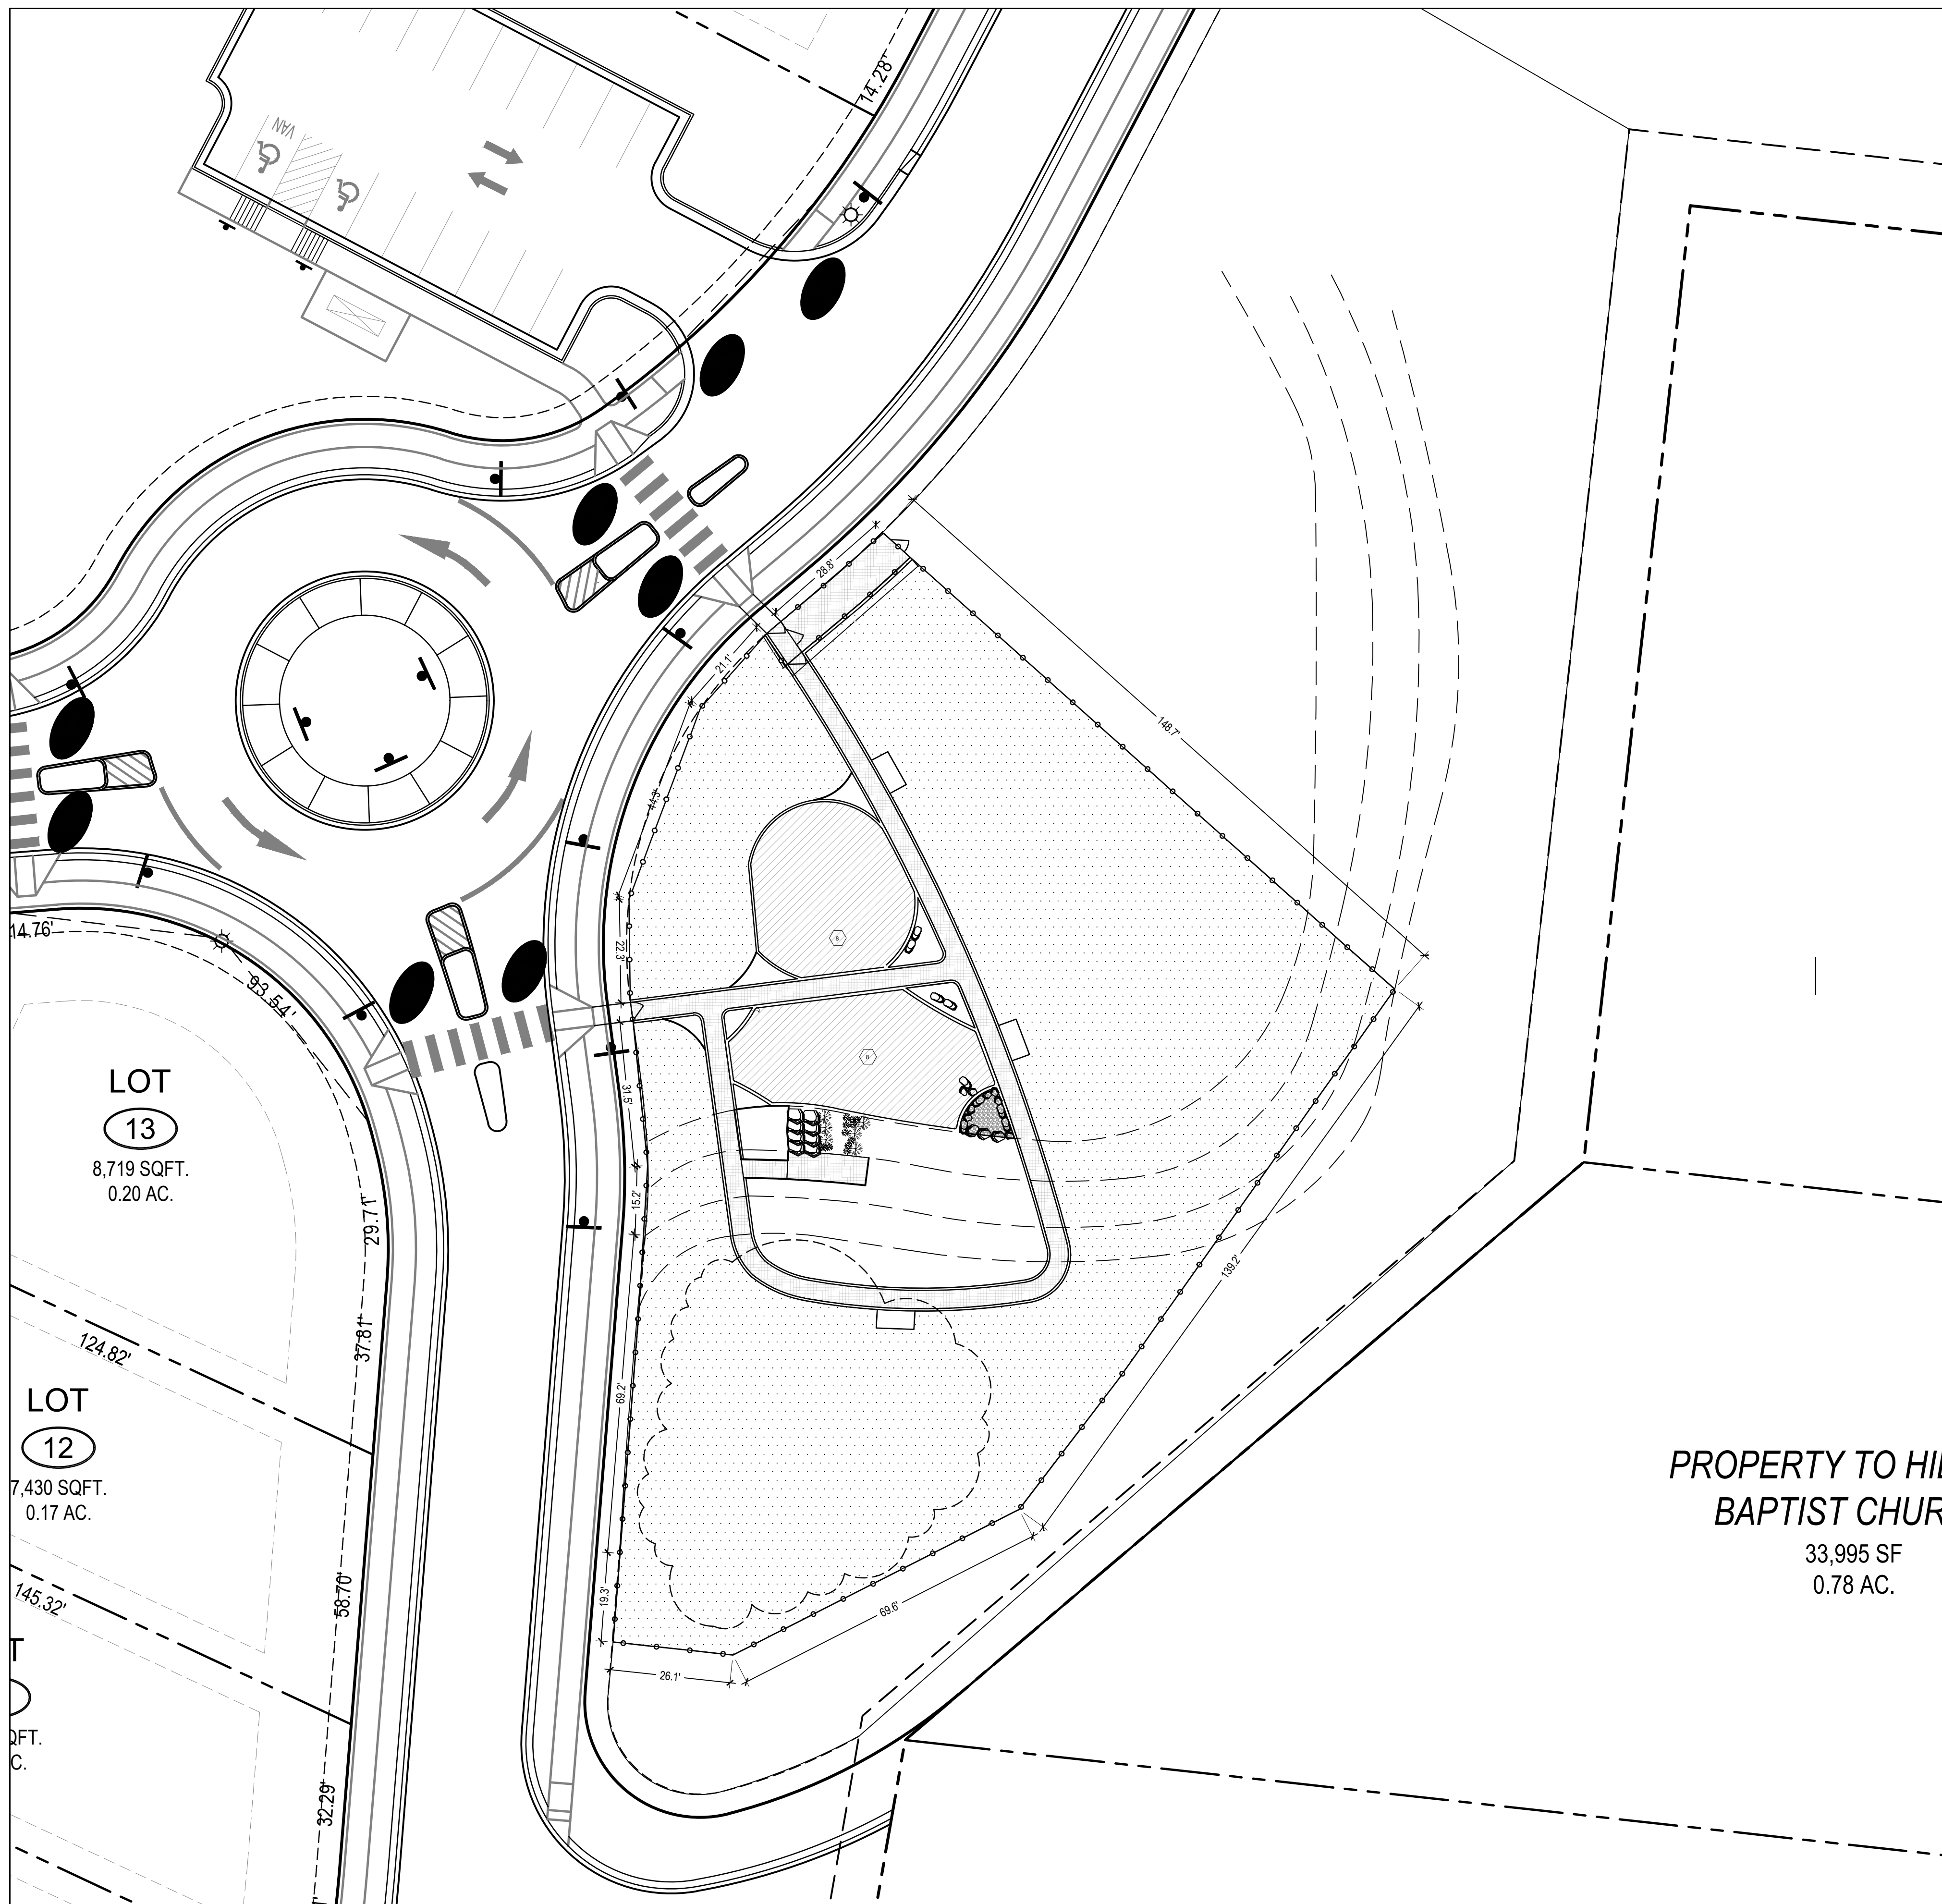 14.28'
VAN
28.8'
21.1'
148.7'
44.3'
14.76'
22.3'
8
93.54'
8
LOT
13
8,719 SQFT.
0.20 AC.
31.5'
15.2'
29.71'
139.2'
37.81'
124.82'
69.2'
LOT
12
7,430 SQFT.
0.17 AC.
PROPERTY TO HIL
BAPTIST CHUR
33,995 SF
0.78 AC.
145.32'
58.70'
19.3'
69.6'
26.1'
T
QFT.
C.
32.29'